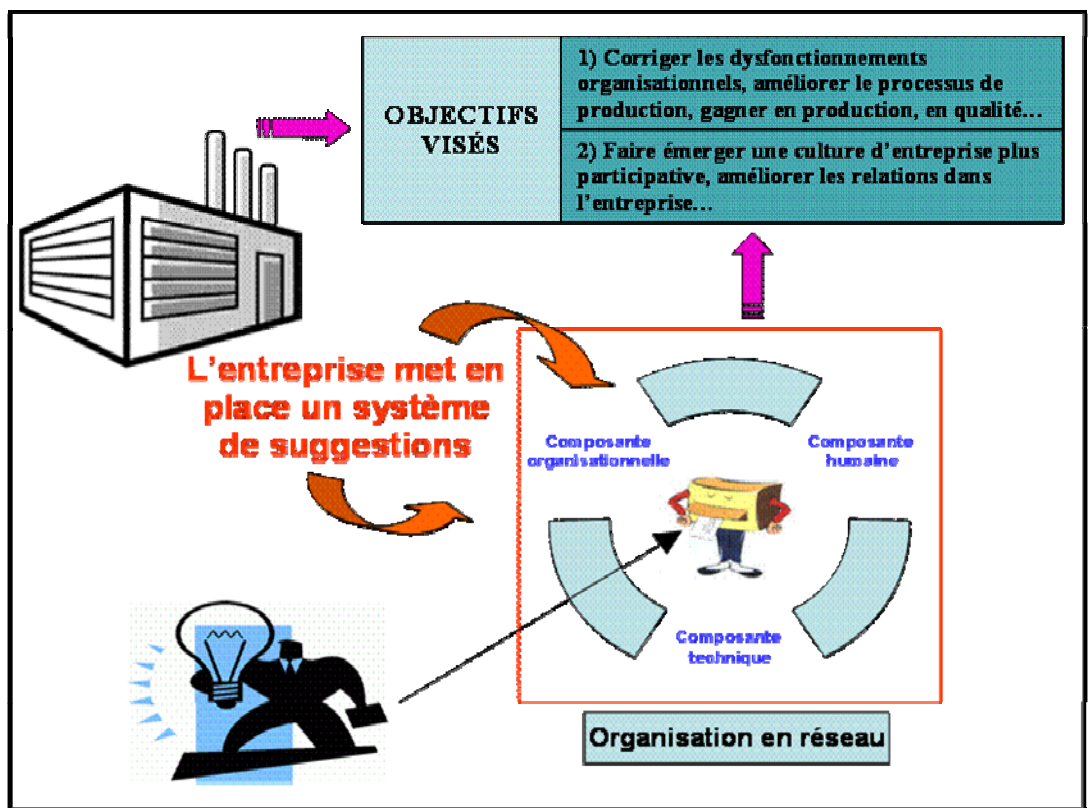 OBJECTIFS
VISÉS
1) Corriger les dysfonctionnements
organisationnels, améliorer le processus de
production, gagner en production, en qualité…
2) Faire émerger une culture d’entreprise plus
participative, améliorer les relations dans
l’entreprise…
L’entreprise met en
place un système
de suggestions
Composante
organisationnelle
Composante
humaine
Composante
technique
Organisation en réseau